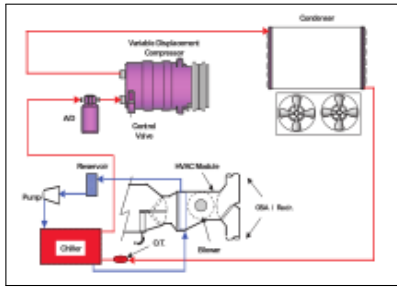 Condenser
Variable Displacement
Compressor
A/D
Control
Valve
Reservoir
HVAC Module
Pump
OSA / Recirc.
Chiller
O.T.
Blower